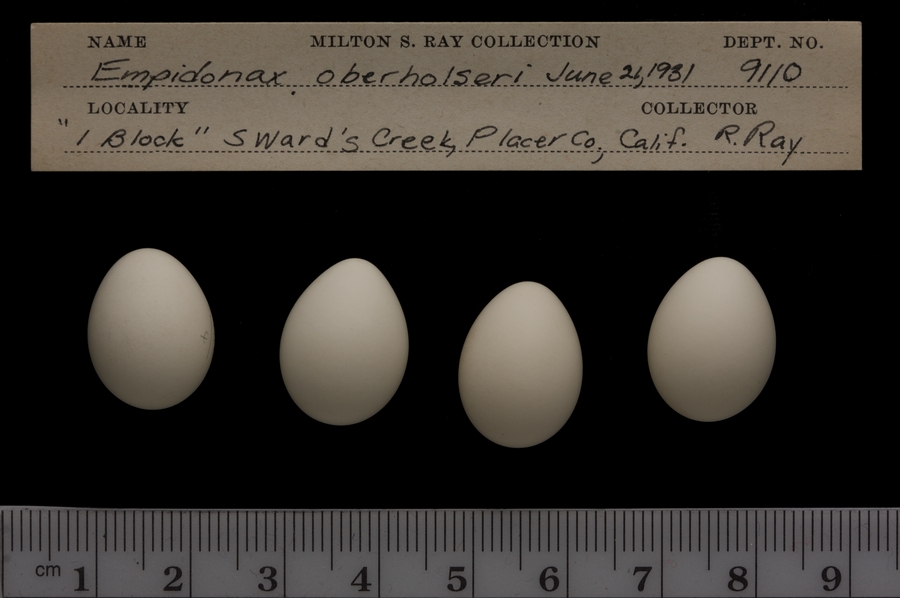 NAME MILTON S. RAY COLLECTION DEPT. NO.
Empidonax oberholseri June 21, 1931 9110
LOCALITY COLLECTOR
"1 Block" S Ward's Creek, Placer Co, Calif. R. Ray
cm 1 2 3 4 5 6 7 8 9